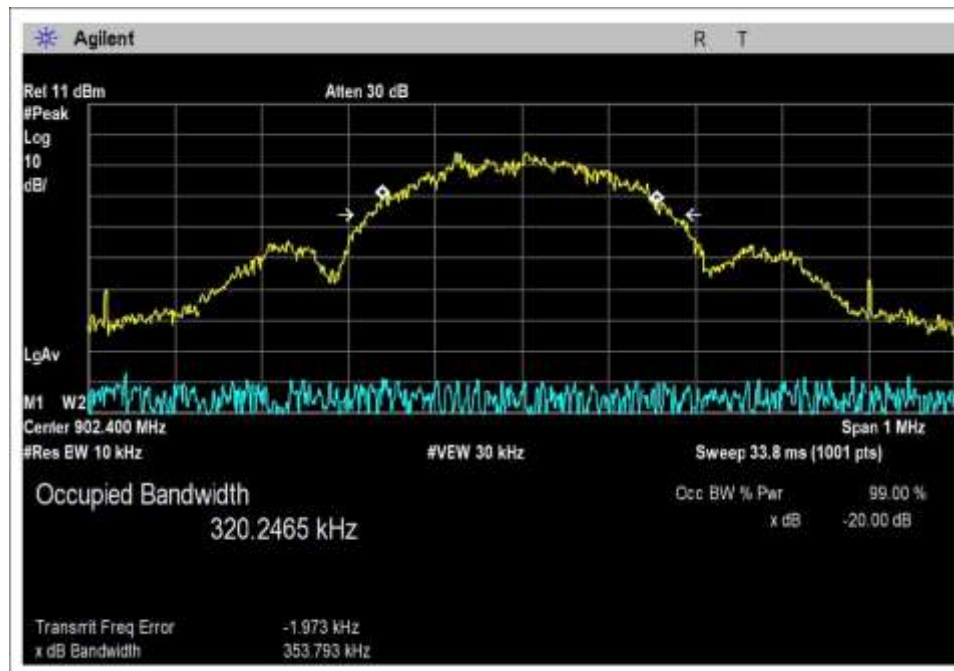 Agilent R T
Ref 11 dBm Atten 30 dB
#Peak
Log
10
dB/
LgAv
M1 W2
Center 902.400 MHz Span 1 MHz
#Res BW 10 kHz #VBW 30 kHz Sweep 33.8 ms (1001 pts)
Occupied Bandwidth Occ BW % Pwr 99.00 %
320.2465 kHz x dB -20.00 dB
Transmit Freq Error -1.973 kHz
x dB Bandwidth 353.793 kHz